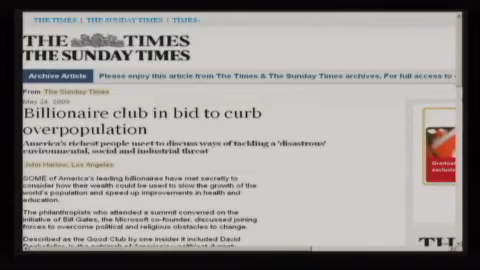 THE TIMES | THE SUNDAY TIMES | TIMES+
THE TIMES
THE SUNDAY TIMES
Archive Article Please enjoy this article from The Times & The Sunday Times archives. For full access to
From The Sunday Times
May 24, 2009
Billionaire club in bid to curb
overpopulation
America's richest people meet to discuss ways of tackling a 'disastrous'
environmental, social and industrial threat
John Harlow, Los Angeles
SOME of America's leading billionaires have met secretly to
consider how their wealth could be used to slow the growth of the
world's population and speed up improvements in health and
education.
The philanthropists who attended a summit convened on the
initiative of Bill Gates, the Microsoft co-founder, discussed joining
forces to overcome political and religious obstacles to change.
Described as the Good Club by one insider it included David
Graduat
exclusiv
TH